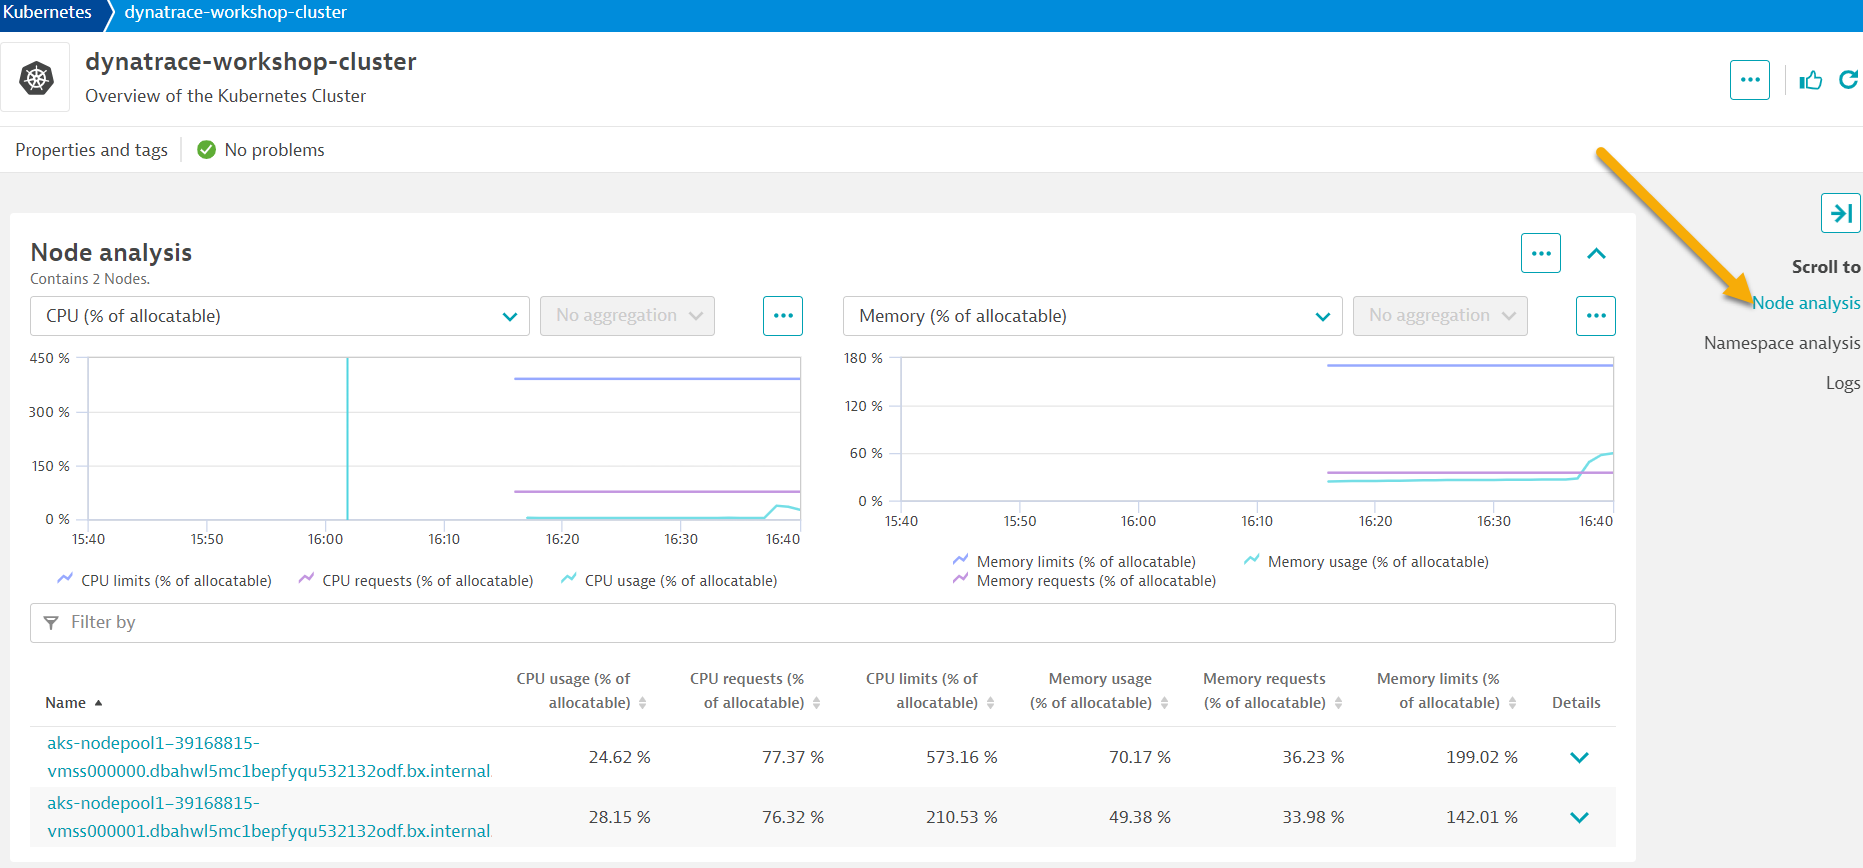 Kubernetes
dynatrace-workshop-cluster
dynatrace-workshop-cluster
Overview of the Kubernetes Cluster
Properties and tags
No problems
Node analysis
Contains 2 Nodes.
CPU (% of allocatable)
No aggregation
Memory (% of allocatable)
No aggregation
450 %
300 %
150 %
0 %
15:40 15:50 16:00 16:10 16:20 16:30 16:40
CPU limits (% of allocatable) CPU requests (% of allocatable) CPU usage (% of allocatable)
180 %
120 %
60 %
0 %
15:40 15:50 16:00 16:10 16:20 16:30 16:40
Memory limits (% of allocatable) Memory usage (% of allocatable)
Memory requests (% of allocatable)
Scroll to
Node analysis
Namespace analysis
Logs
Filter by
Name
CPU usage (% of
allocatable)
CPU requests (%
of allocatable)
CPU limits (% of
allocatable)
Memory usage
(% of allocatable)
Memory requests
(% of allocatable)
Memory limits (%
of allocatable)
Details
aks-nodepool1-39168815-
vmss000000.dbahwl5mc1bepfyqu532132odf.bx.internal.
24.62 % 77.37 % 573.16 % 70.17 % 36.23 % 199.02 %
aks-nodepool1-39168815-
vmss000001.dbahwl5mc1bepfyqu532132odf.bx.internal.
28.15 % 76.32 % 210.53 % 49.38 % 33.98 % 142.01 %